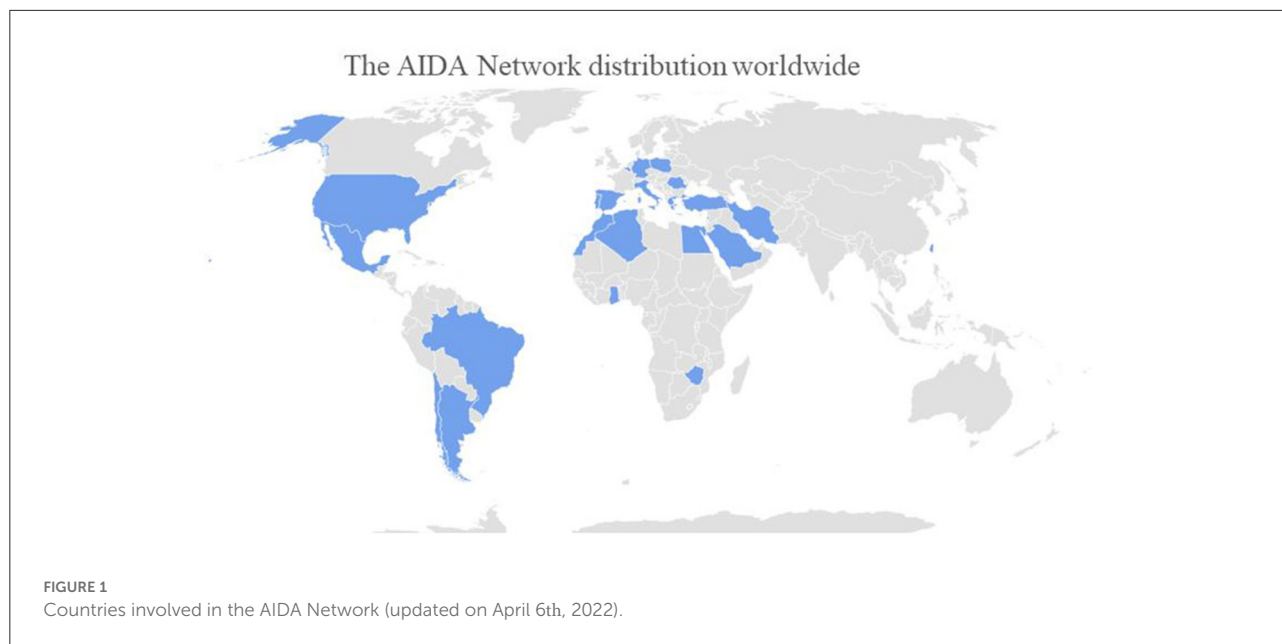 The AIDA Network distribution worldwide
FIGURE 1
Countries involved in the AIDA Network (updated on April 6th, 2022).